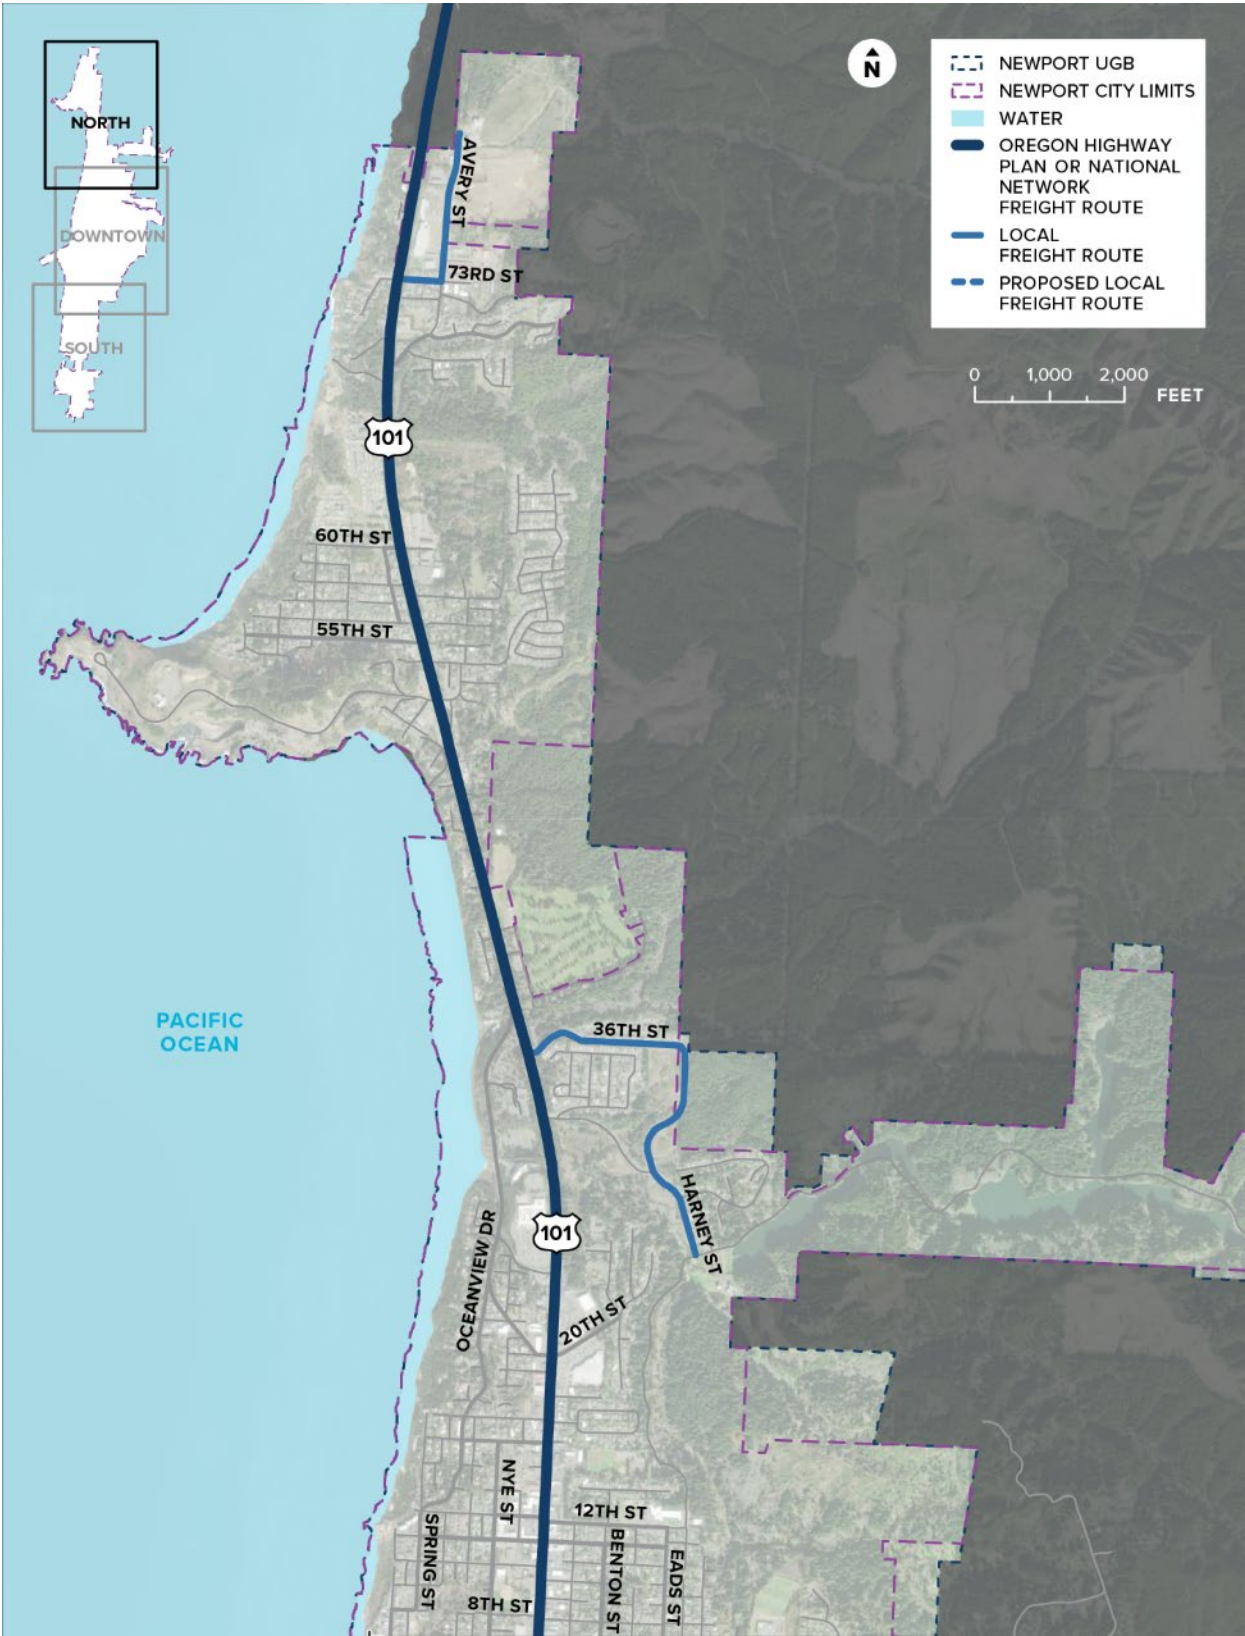 NORTH
DOWNTOWN
SOUTH
N
NEWPORT UGB
NEWPORT CITY LIMITS
WATER
OREGON HIGHWAY
PLAN OR NATIONAL
NETWORK
FREIGHT ROUTE
LOCAL
FREIGHT ROUTE
PROPOSED LOCAL
FREIGHT ROUTE
0 1,000 2,000
FEET
AVERY ST
73RD ST
101
60TH ST
55TH ST
PACIFIC
OCEAN
36TH ST
HARNEY ST
OCEANVIEW DR
101
20TH ST
NYE ST
12TH ST
SPRING ST
BENTON ST
EADS ST
8TH ST